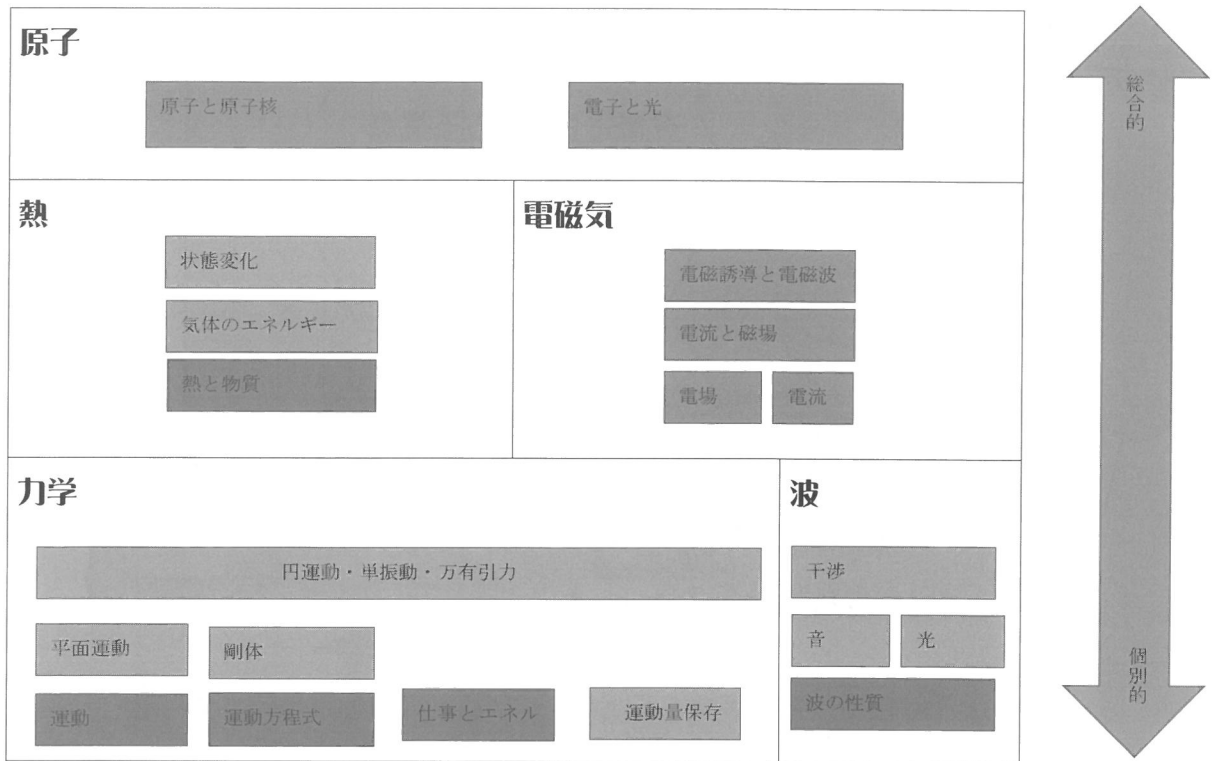 原子
原子と原子核
電子と光
熱
状態変化
気体のエネルギー
熱と物質
電磁気
電磁誘導と電磁波
電流と磁場
電場
電流
力学
円運動・単振動・万有引力
平面運動
剛体
運動
運動方程式
仕事とエネル
運動量保存
波
干渉
音
光
波の性質
総合的
個別的